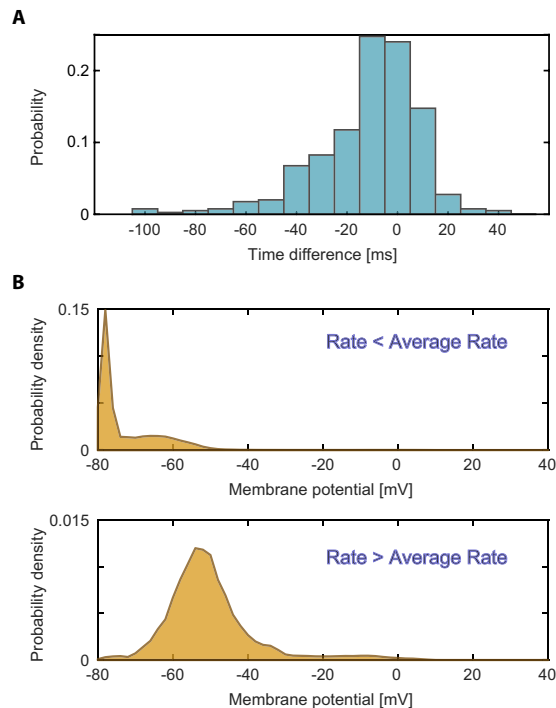 A
0.2
0.1
0
Probability
-100 -80 -60 -40 -20 0 20 40
Time difference [ms]
B
0.15
0
Probability density
Rate < Average Rate
-80 -60 -40 -20 0 20 40
Membrane potential [mV]
0.015
0
Probability density
Rate > Average Rate
-80 -60 -40 -20 0 20 40
Membrane potential [mV]